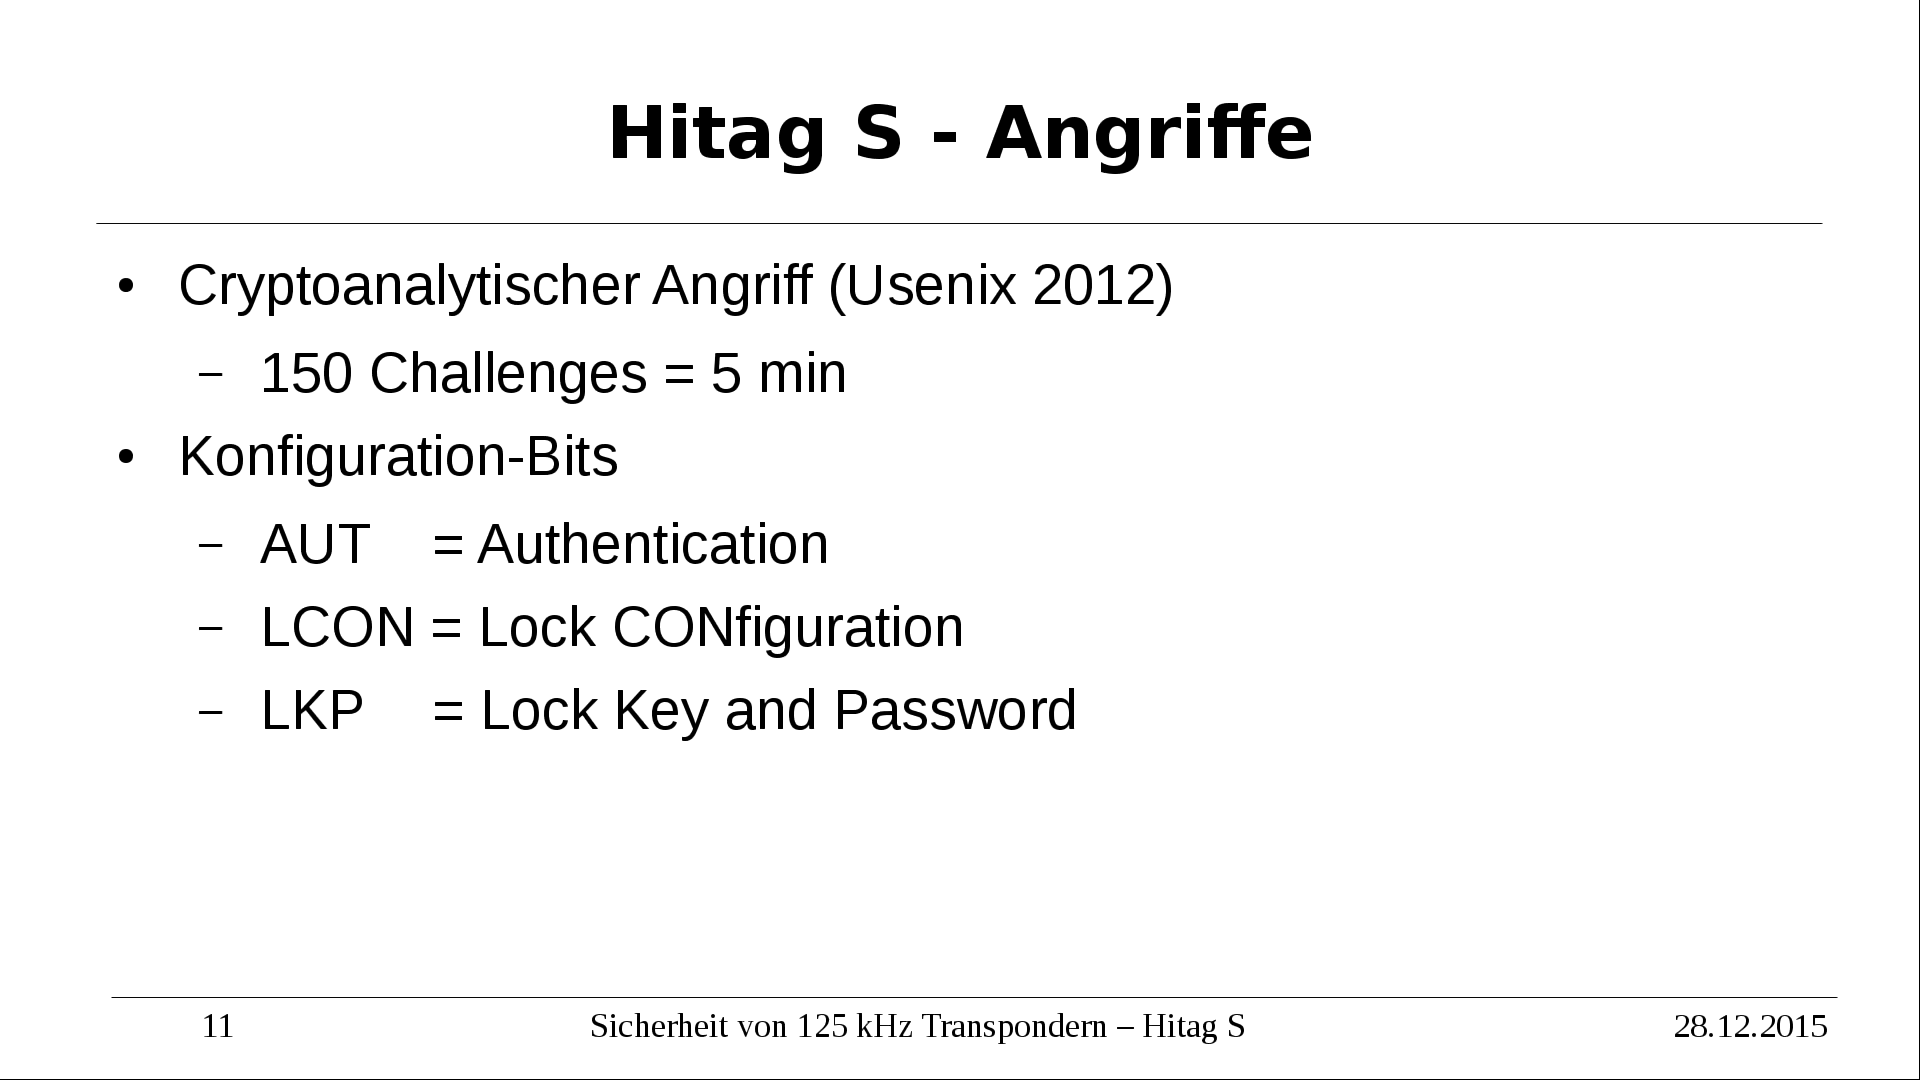 Hitag S - Angriffe
• Cryptoanalytischer Angriff (Usenix 2012)
– 150 Challenges = 5 min
• Konfiguration-Bits
– AUT = Authentication
– LCON = Lock CONfiguration
– LKP = Lock Key and Password
11 Sicherheit von 125 kHz Transpondern – Hitag S 28.12.2015